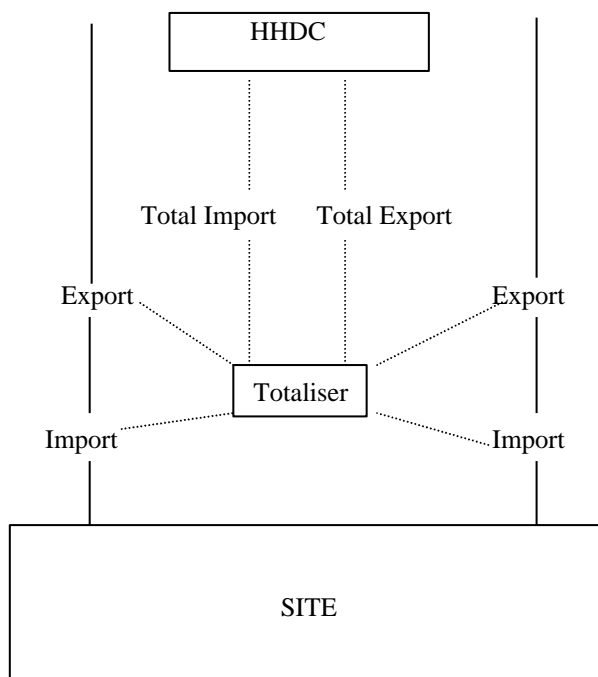 HHDC
Total Import Total Export
Export Export
Totaliser
Import Import
SITE